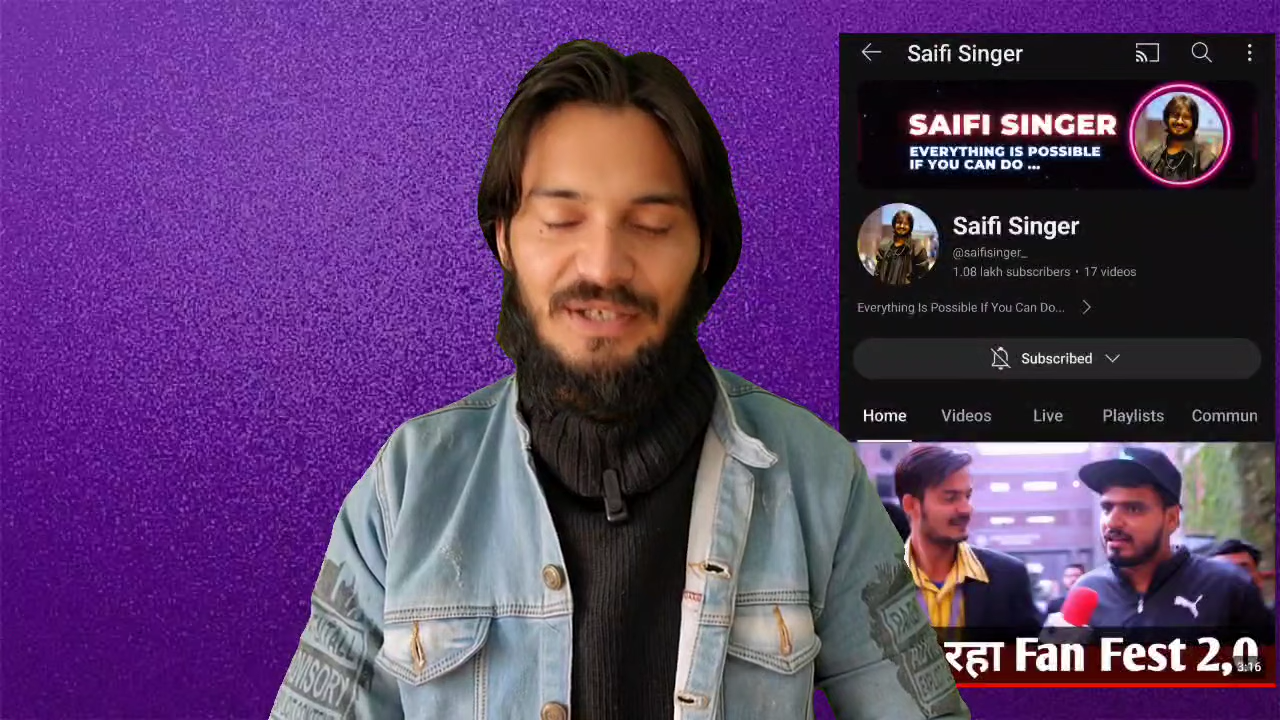 Saifi Singer
SAIFI SINGER
EVERYTHING IS POSSIBLE
IF YOU CAN DO ...
Saifi Singer
@saifisinger_
1.08 lakh subscribers • 17 videos
Everything Is Possible If You Can Do...
Subscribed
Home Videos Live Playlists Commun
रहा Fan Fest 2,0
3:16
ADVISORY